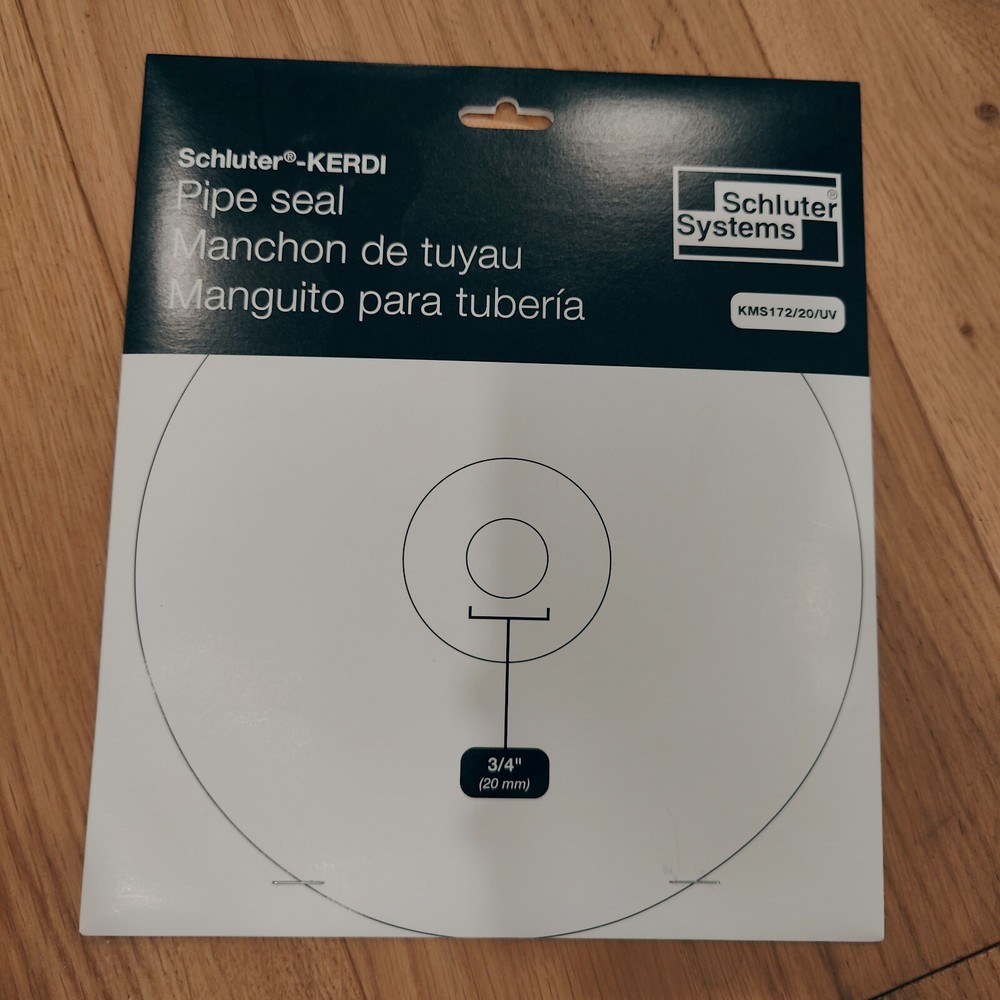 Schluter®-KERDI
Pipe seal
Manchon de tuyau
Manguito para tubería
Schluter®
Systems
KMS172/20/UV
3/4"
(20 mm)